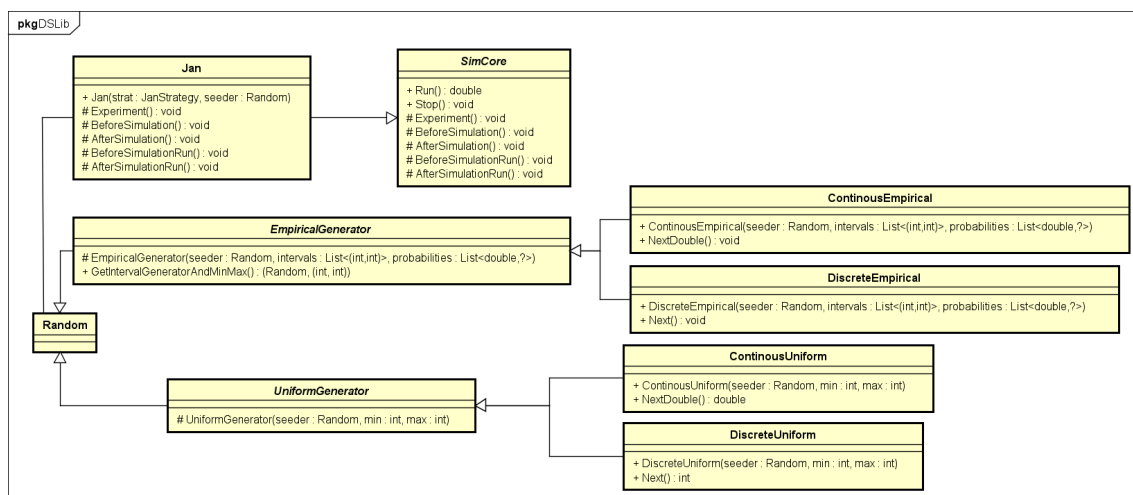 pkg DSLib
Jan
+ Jan(strat : JanStrategy, seeder : Random)
# Experiment() : void
# BeforeSimulation() : void
# AfterSimulation() : void
# BeforeSimulationRun() : void
# AfterSimulationRun() : void
SimCore
+ Run() : double
+ Stop() : void
# Experiment() : void
# BeforeSimulation() : void
# AfterSimulation() : void
# BeforeSimulationRun() : void
# AfterSimulationRun() : void
EmpiricalGenerator
# EmpiricalGenerator(seeder : Random, intervals : List<(int,int)>, probabilities : List<double,?>)
+ GetIntervalGeneratorAndMinMax() : (Random, (int, int))
ContinousEmpirical
+ ContinousEmpirical(seeder : Random, intervals : List<(int,int)>, probabilities : List<double,?>)
+ NextDouble() : void
DiscreteEmpirical
+ DiscreteEmpirical(seeder : Random, intervals : List<(int,int)>, probabilities : List<double,?>)
+ Next() : void
Random
UniformGenerator
# UniformGenerator(seeder : Random, min : int, max : int)
ContinousUniform
+ ContinousUniform(seeder : Random, min : int, max : int)
+ NextDouble() : double
DiscreteUniform
+ DiscreteUniform(seeder : Random, min : int, max : int)
+ Next() : int